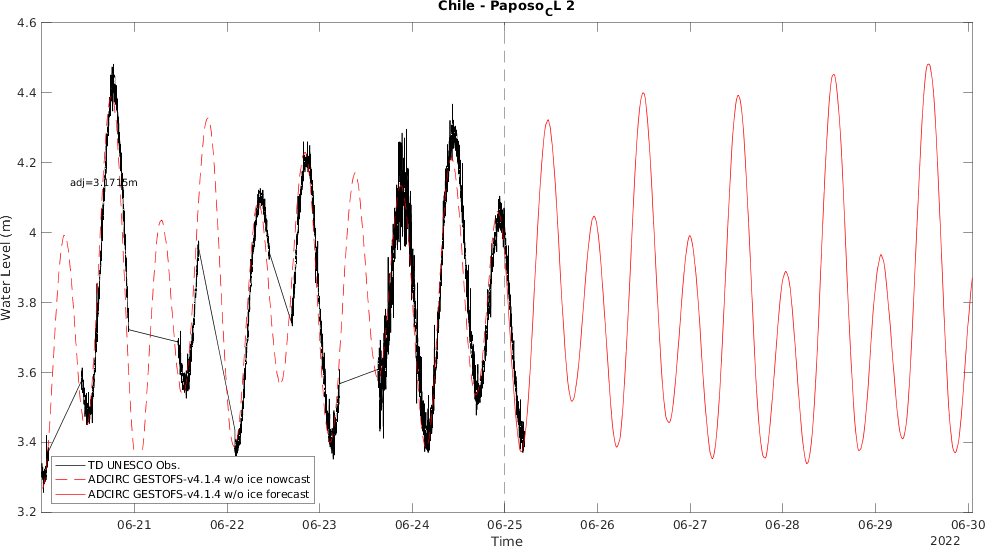 Chile - Paposo_CL 2
4.6
4.4
4.2
4
3.8
3.6
3.4
3.2
Water Level (m)
adj=3.1715m
TD UNESCO Obs.
ADCIRC GESTOFS-v4.1.4 w/o ice nowcast
ADCIRC GESTOFS-v4.1.4 w/o ice forecast
06-21 06-22 06-23 06-24 06-25 06-26 06-27 06-28 06-29 06-30
Time
2022